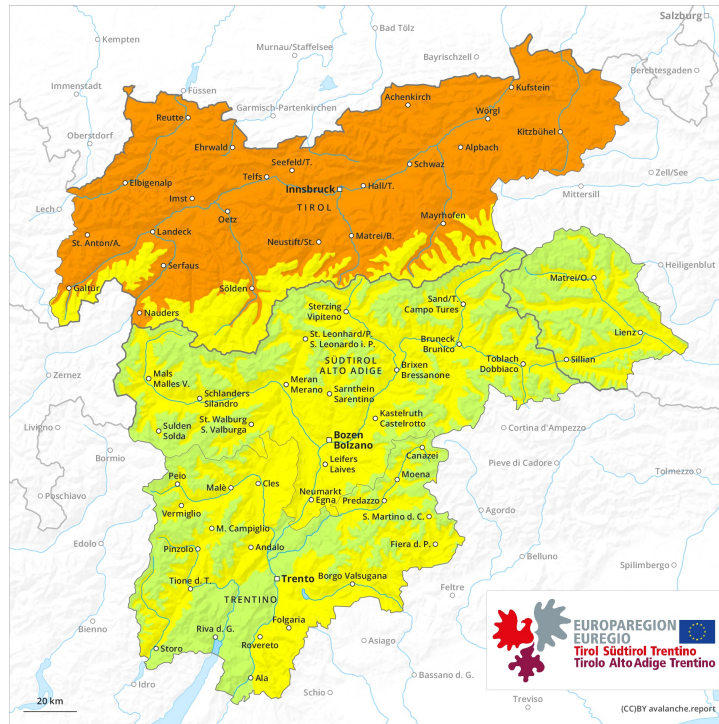 Salzburg
Kempten
Bad Tölz
Murnau/Staffelsee
Bayrischzell
Berchtesgaden
Immenstadt
Füssen
Kufstein
Achenkirch
Garmisch-Partenkirchen
Reutte
Wörgl
Oberstdorf
Ehrwald
Kitzbühel
Seefeld/T.
Alpbach
Schwaz
Telfs
Zell/See
Elbigenalp
Innsbruck
Hall/T.
Mittersill
Imst
TIROL
Lech
Oetz
Mayrhofen
Landeck
St. Anton/A.
Neustift/St.
Matrei/B.
Serfaus
Heiligenblut
Galtür
Sölden
Matrei/O.
Nauders
Sterzing
Vipiteno
Sand/T.
Campo Tures
Lienz
St. Leonhard/P.
S. Leonardo i. P.
Bruneck
Brunico
SÜDTIROL
ALTO ADIGE
Toblach
Dobbiaco
Sillian
Zernez
Mals
Malles V.
Meran
Merano
Brixen
Bressanone
Schlanders
Silandro
Sarnthein
Sarentino
Livigno
Sulden
Solda
St. Walburg
S. Valburga
Kastelruth
Castelrotto
Cortina d'Ampezzo
Bozen
Bolzano
Canazei
Bormio
Leifers
Laives
Pieve di Cadore
Moena
Tolmezzo
Peio
Malè
Cles
Neumarkt
Egna
Predazzo
Poschiavo
Vermiglio
Agordo
S. Martino d. C.
M. Campiglio
Edolo
Pinzolo
Andalo
Fiera d. P.
Belluno
Spilimbergo
Tione d. T.
Trento
Borgo Valsugana
Feltre
TRENTINO
Bienno
Folgaria
Riva d. G.
Storo
Rovereto
Asiago
Idro
Ala
Bassano d. G.
Schio
Treviso
EUROPAREGION
EUREGIO
Tirol Südtirol Trentino
Tirolo Alto Adige Trentino
20 km
(CC)BY avalanche.report